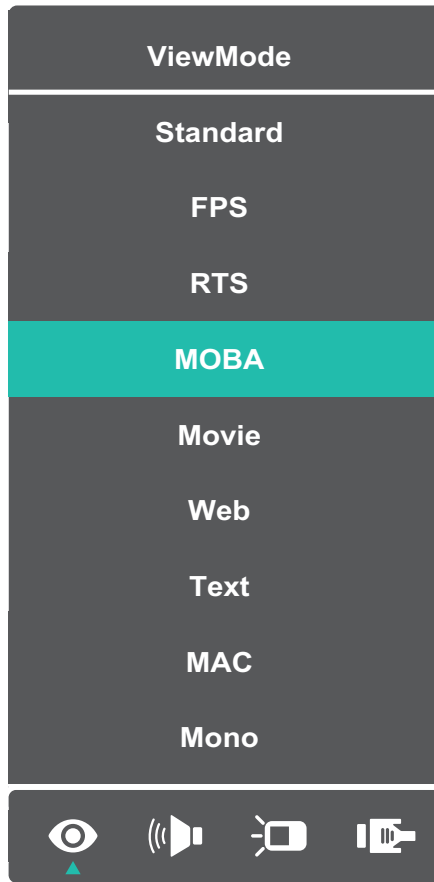 ViewMode
Standard
FPS
RTS
MOBA
Movie
Web
Text
MAC
Mono